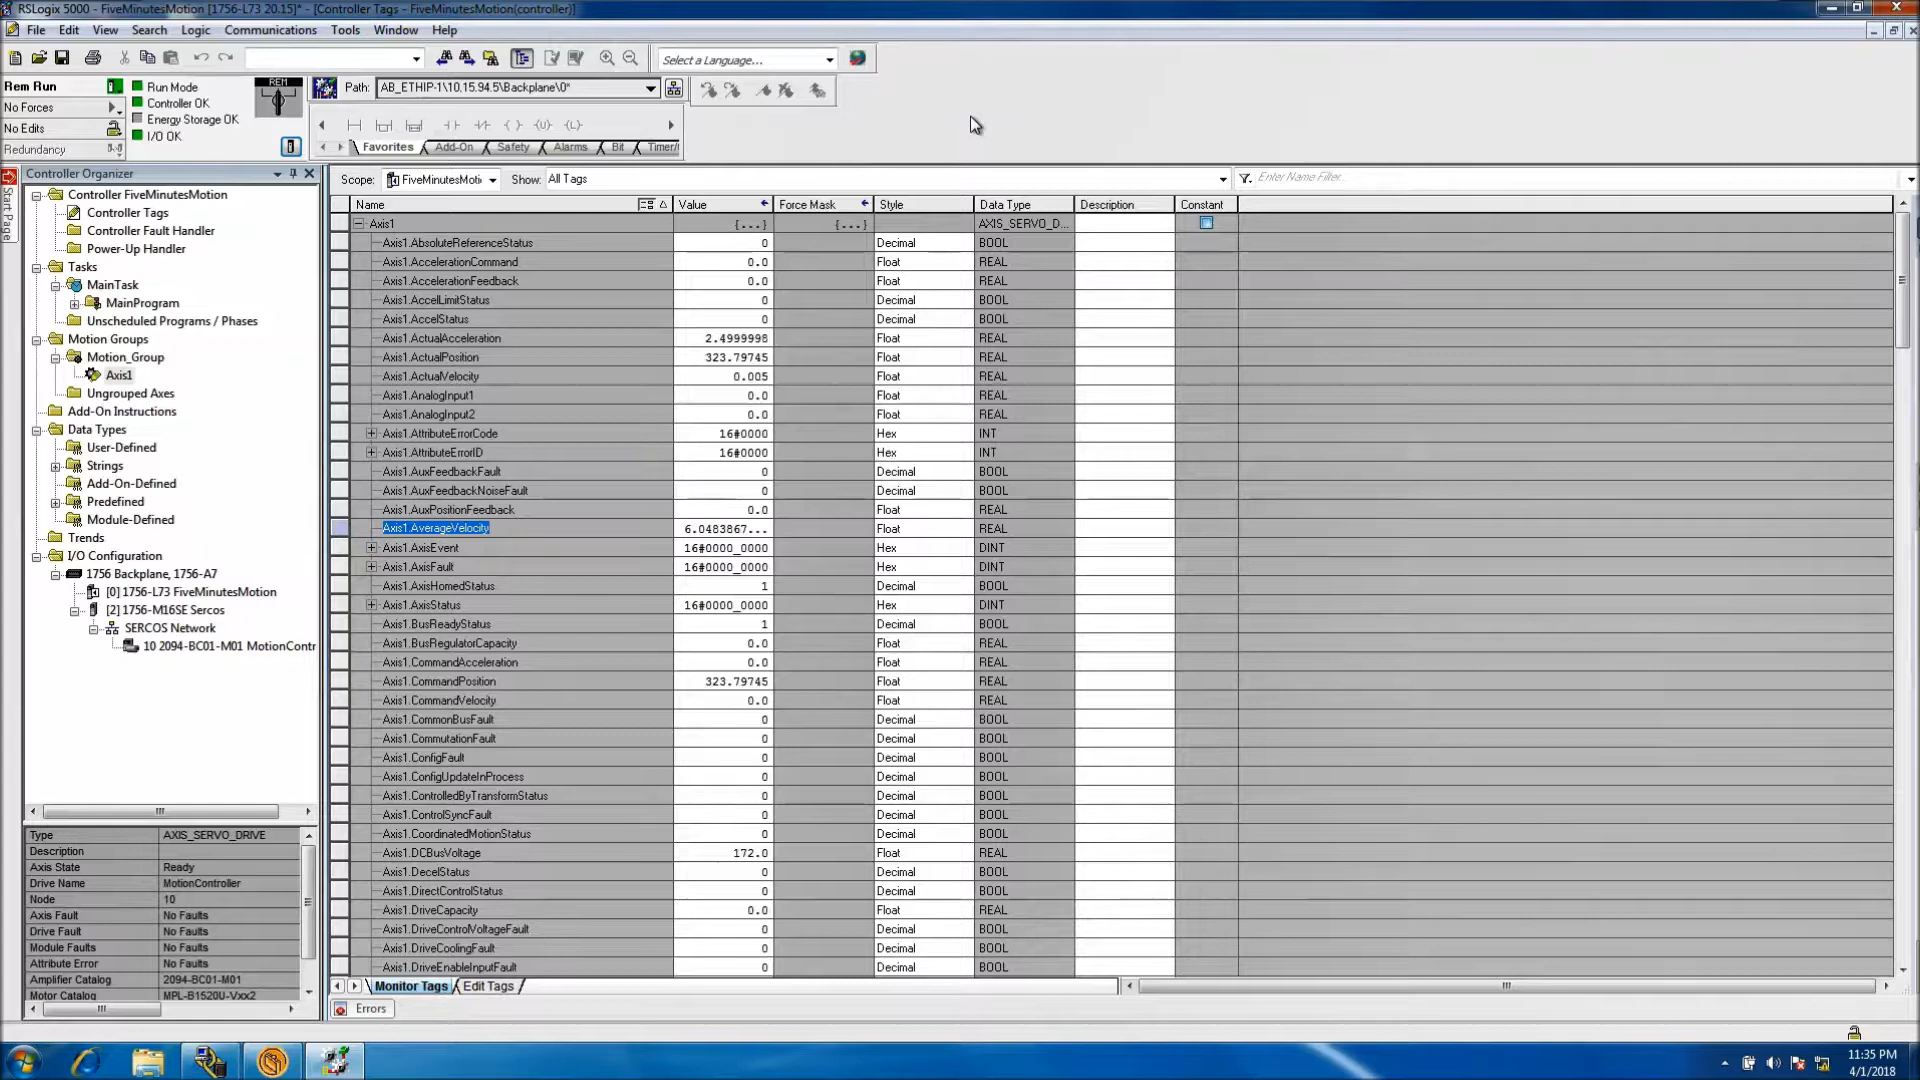 RSLogix 5000 - FiveMinutesMotion [1756-L73 20.15]* - [Controller Tags - FiveMinutesMotion(controller)]
File Edit View Search Logic Communications Tools Window Help
Select a Language...
Rem Run
Run Mode
No Forces
Controller OK
Energy Storage OK
No Edits
I/O OK
Redundancy
REM
Path: AB_ETHIP-1\10.15.94.5\Backplane\0*
Favorites Add-On Safety Alarms Bit Timer/
Start Page
Controller Organizer
Controller FiveMinutesMotion
Controller Tags
Controller Fault Handler
Power-Up Handler
Tasks
MainTask
MainProgram
Unscheduled Programs / Phases
Motion Groups
Motion_Group
Axis1
Ungrouped Axes
Add-On Instructions
Data Types
User-Defined
Strings
Add-On-Defined
Predefined
Module-Defined
Trends
I/O Configuration
1756 Backplane, 1756-A7
[0] 1756-L73 FiveMinutesMotion
[2] 1756-M16SE Sercos
SERCOS Network
10 2094-BC01-M01 MotionContr
Type AXIS_SERVO_DRIVE
Description
Axis State Ready
Drive Name MotionController
Node 10
Axis Fault No Faults
Drive Fault No Faults
Module Faults No Faults
Attribute Error No Faults
Amplifier Catalog 2094-BC01-M01
Motor Catalog MPL-B1520U-Vxx2
Scope: FiveMinutesMoti Show: All Tags Enter Name Filter...
Name Value Force Mask Style Data Type Description Constant
Axis1 {...} {...} AXIS_SERVO_D...
Axis1.AbsoluteReferenceStatus 0 Decimal BOOL
Axis1.AccelerationCommand 0.0 Float REAL
Axis1.AccelerationFeedback 0.0 Float REAL
Axis1.AccelLimitStatus 0 Decimal BOOL
Axis1.AccelStatus 0 Decimal BOOL
Axis1.ActualAcceleration 2.4999998 Float REAL
Axis1.ActualPosition 323.79745 Float REAL
Axis1.ActualVelocity 0.005 Float REAL
Axis1.AnalogInput1 0.0 Float REAL
Axis1.AnalogInput2 0.0 Float REAL
Axis1.AttributeErrorCode 16#0000 Hex INT
Axis1.AttributeErrorID 16#0000 Hex INT
Axis1.AuxFeedbackFault 0 Decimal BOOL
Axis1.AuxFeedbackNoiseFault 0 Decimal BOOL
Axis1.AuxPositionFeedback 0.0 Float REAL
Axis1.AverageVelocity 6.0483867... Float REAL
Axis1.AxisEvent 16#0000_0000 Hex DINT
Axis1.AxisFault 16#0000_0000 Hex DINT
Axis1.AxisHomedStatus 1 Decimal BOOL
Axis1.AxisStatus 16#0000_0000 Hex DINT
Axis1.BusReadyStatus 1 Decimal BOOL
Axis1.BusRegulatorCapacity 0.0 Float REAL
Axis1.CommandAcceleration 0.0 Float REAL
Axis1.CommandPosition 323.79745 Float REAL
Axis1.CommandVelocity 0.0 Float REAL
Axis1.CommonBusFault 0 Decimal BOOL
Axis1.CommutationFault 0 Decimal BOOL
Axis1.ConfigFault 0 Decimal BOOL
Axis1.ConfigUpdateInProcess 0 Decimal BOOL
Axis1.ControlledByTransformStatus 0 Decimal BOOL
Axis1.ControlSyncFault 0 Decimal BOOL
Axis1.CoordinatedMotionStatus 0 Decimal BOOL
Axis1.DCBusVoltage 172.0 Float REAL
Axis1.DecelStatus 0 Decimal BOOL
Axis1.DirectControlStatus 0 Decimal BOOL
Axis1.DriveCapacity 0.0 Float REAL
Axis1.DriveControlVoltageFault 0 Decimal BOOL
Axis1.DriveCoolingFault 0 Decimal BOOL
Axis1.DriveEnableInputFault 0 Decimal BOOL
Monitor Tags Edit Tags
Errors
11:35 PM
4/1/2018